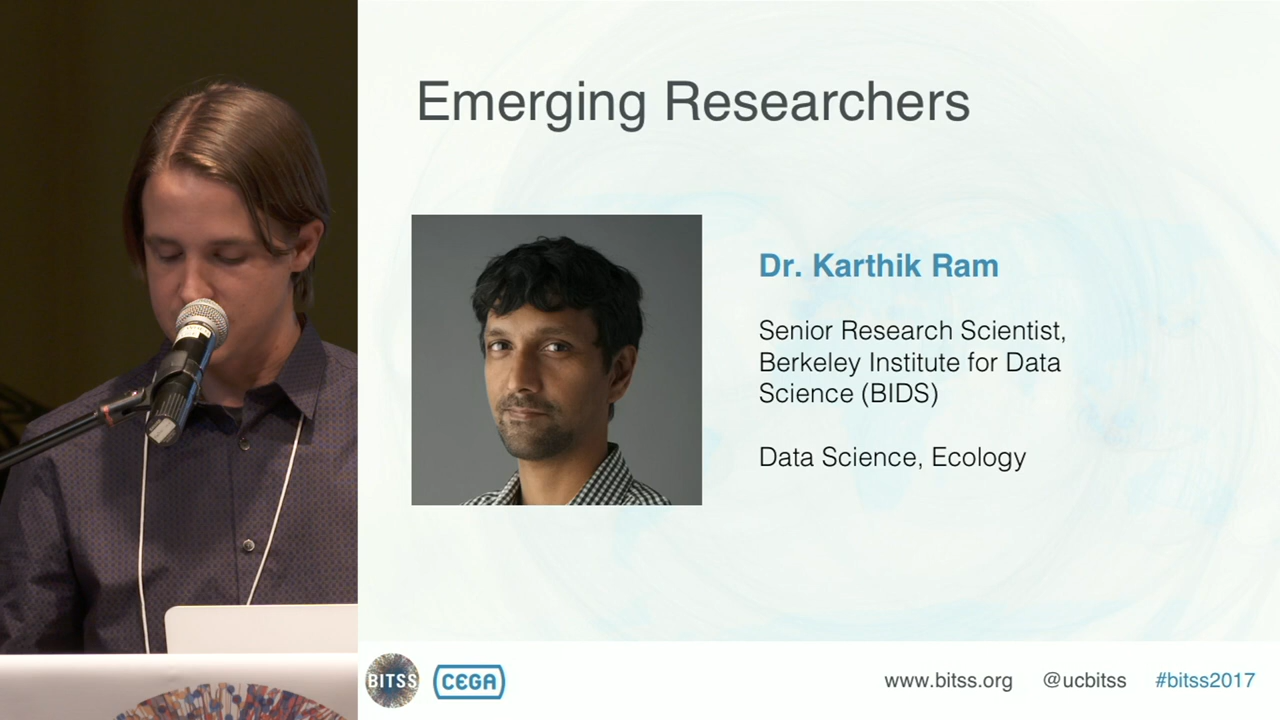 Emerging Researchers
Dr. Karthik Ram
Senior Research Scientist,
Berkeley Institute for Data
Science (BIDS)
Data Science, Ecology
BITSS
CEGA
www.bitss.org @ucbitss #bitss2017